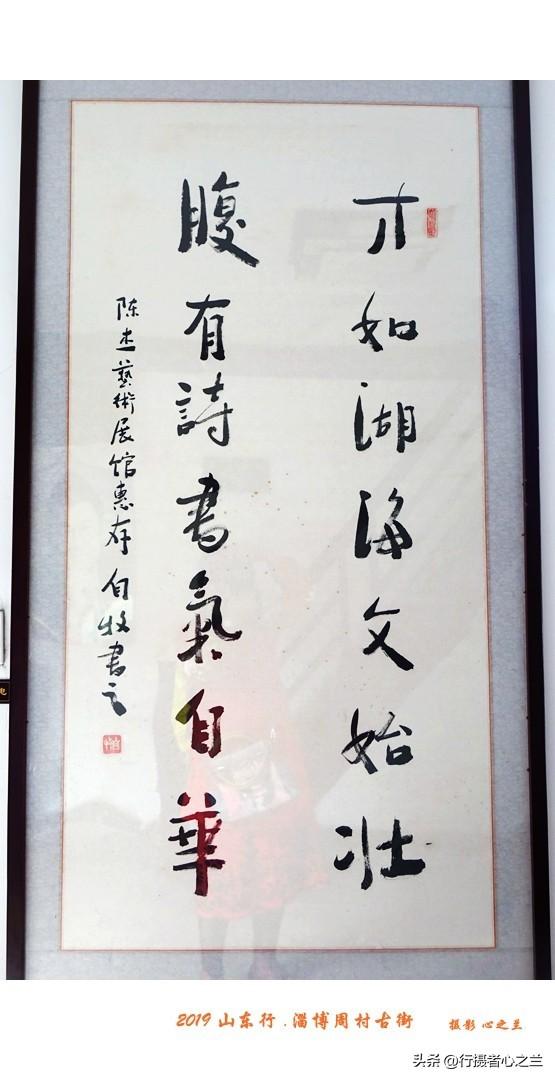 才如湖海文始壮
腹有詩書氣自華
陈杰藝術展馆惠存 自牧書之
2019 山东行 . 淄博周村古街
摄影 心之兰
头条 @行摄者心之兰